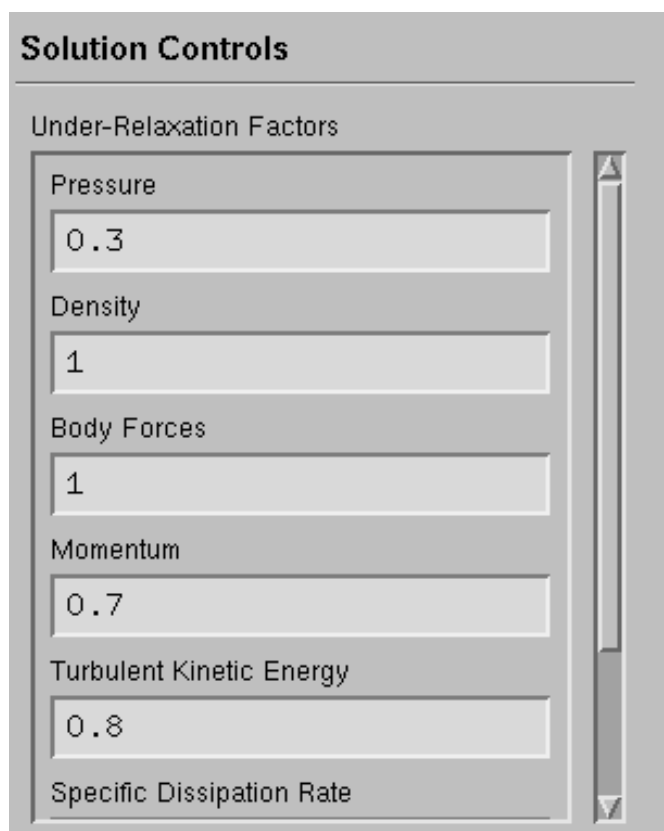 Solution Controls
Under-Relaxation Factors
Pressure
0.3
Density
1
Body Forces
1
Momentum
0.7
Turbulent Kinetic Energy
0.8
Specific Dissipation Rate